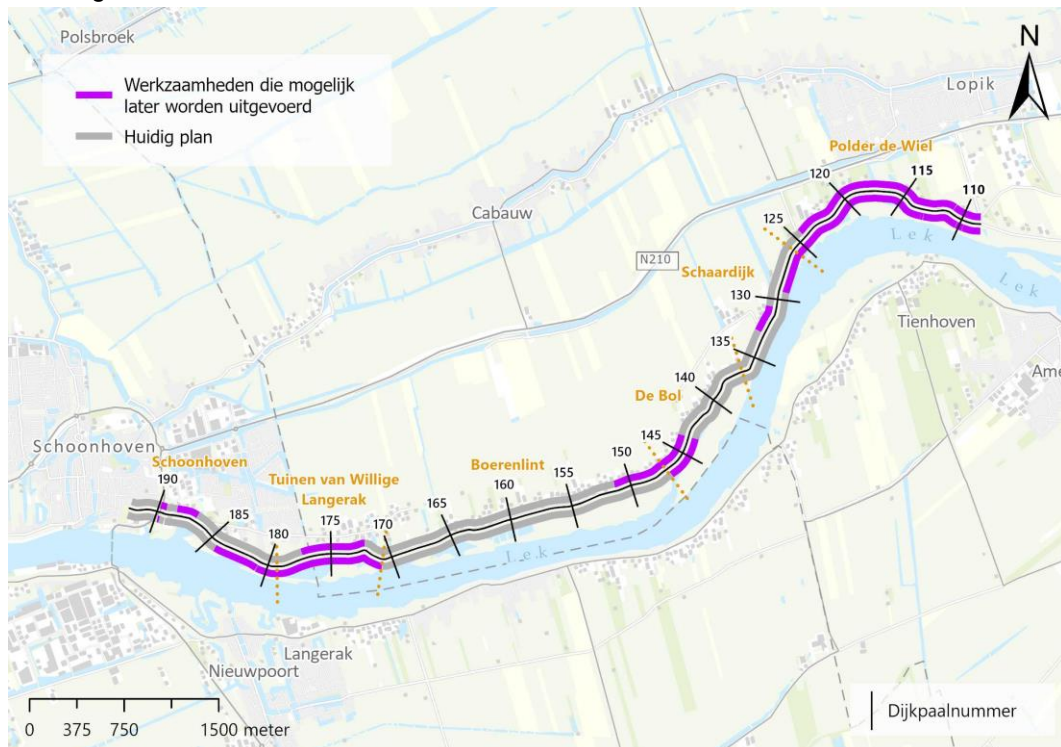 Polsbroek
Werkzaamheden die mogelijk
later worden uitgevoerd
Huidig plan
N
Lopik
Polder de Wiel
120
115
110
Cabauw
125
Lek
N210
Schaardijk
Lek
130
Tienhoven
135
Ame
140
De Bol
Schoonhoven
145
Schoonhoven
Boerenlint
150
190
Tuinen van Willige
Langerak
155
160
165
185
170
175
180
Lek
Langerak
Nieuwpoort
0 375 750 1500 meter
Dijkpaalnummer